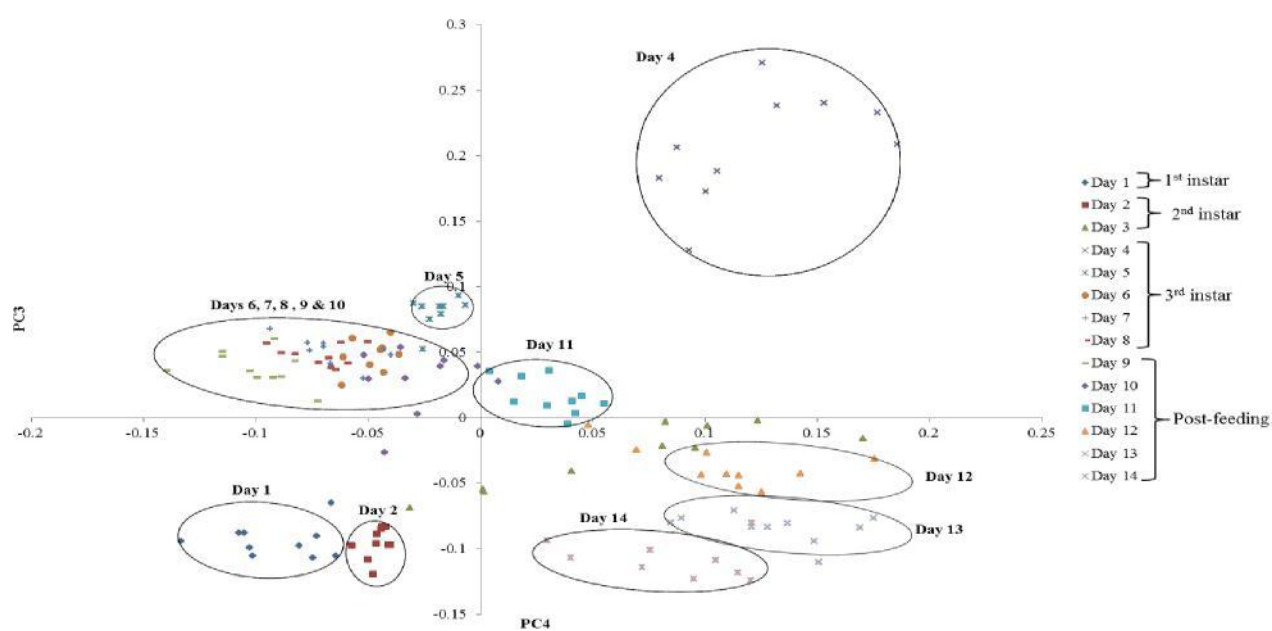 0.3
Day 4
0.25
0.2
0.15
Day 5
0.1
Days 6, 7, 8 , 9 & 10
PC3
0.05
Day 11
0
-0.2
-0.15
-0.1
-0.05
0
0.05
0.1
0.15
0.2
0.25
-0.05
Day 12
Day 1
Day 2
Day 13
Day 14
-0.1
-0.15
PC4
Day 1
1st instar
Day 2
2nd instar
Day 3
Day 4
Day 5
Day 6
3rd instar
Day 7
Day 8
Day 9
Day 10
Day 11
Post-feeding
Day 12
Day 13
Day 14